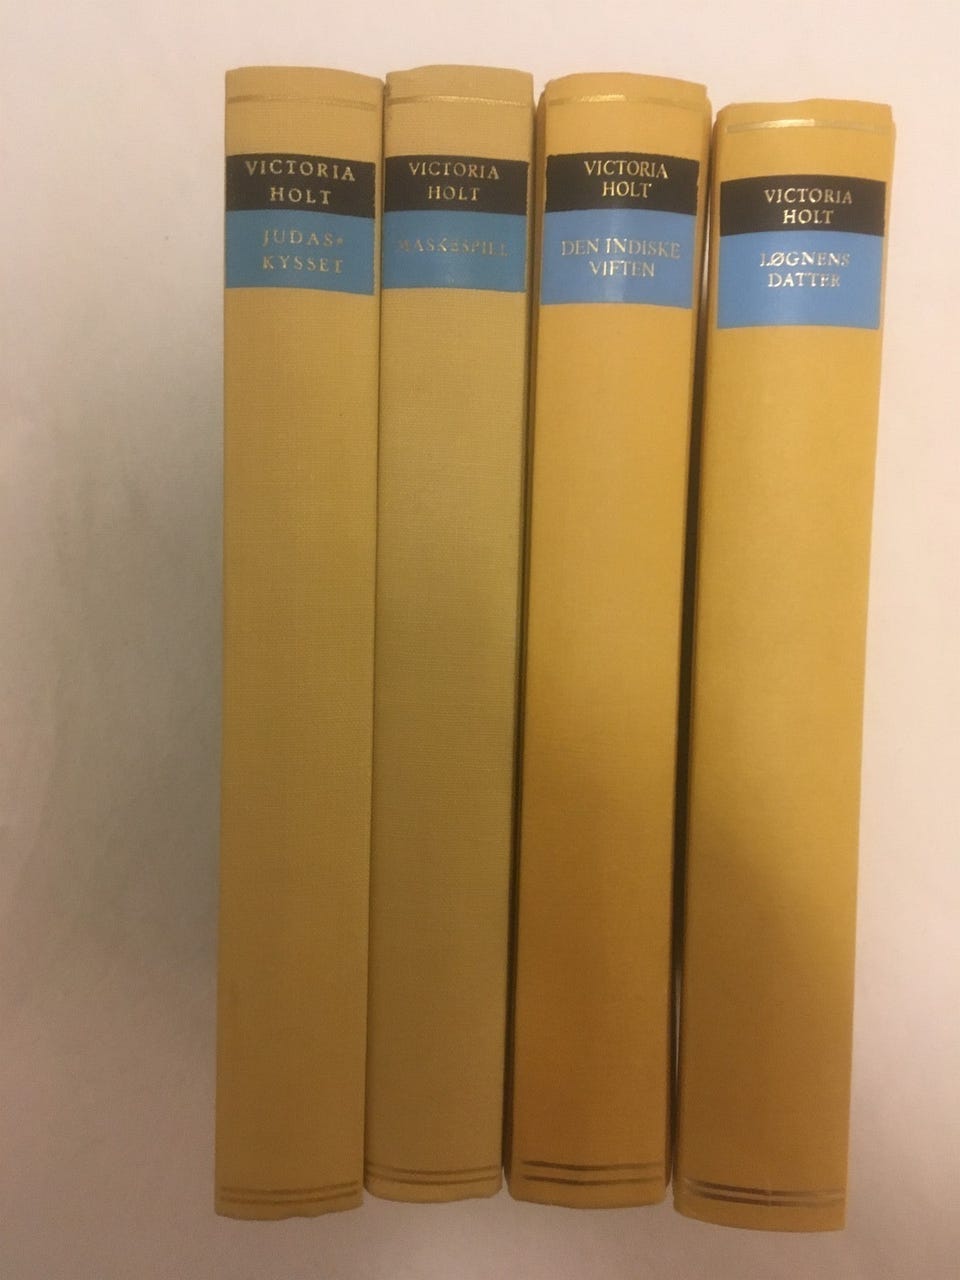 VICTORIA
HOLT
JUDAS-
KYSSET
VICTORIA
HOLT
MASKESPILL
VICTORIA
HOLT
DEN INDISKE
VIFTEN
VICTORIA
HOLT
LØGNENS
DATTER